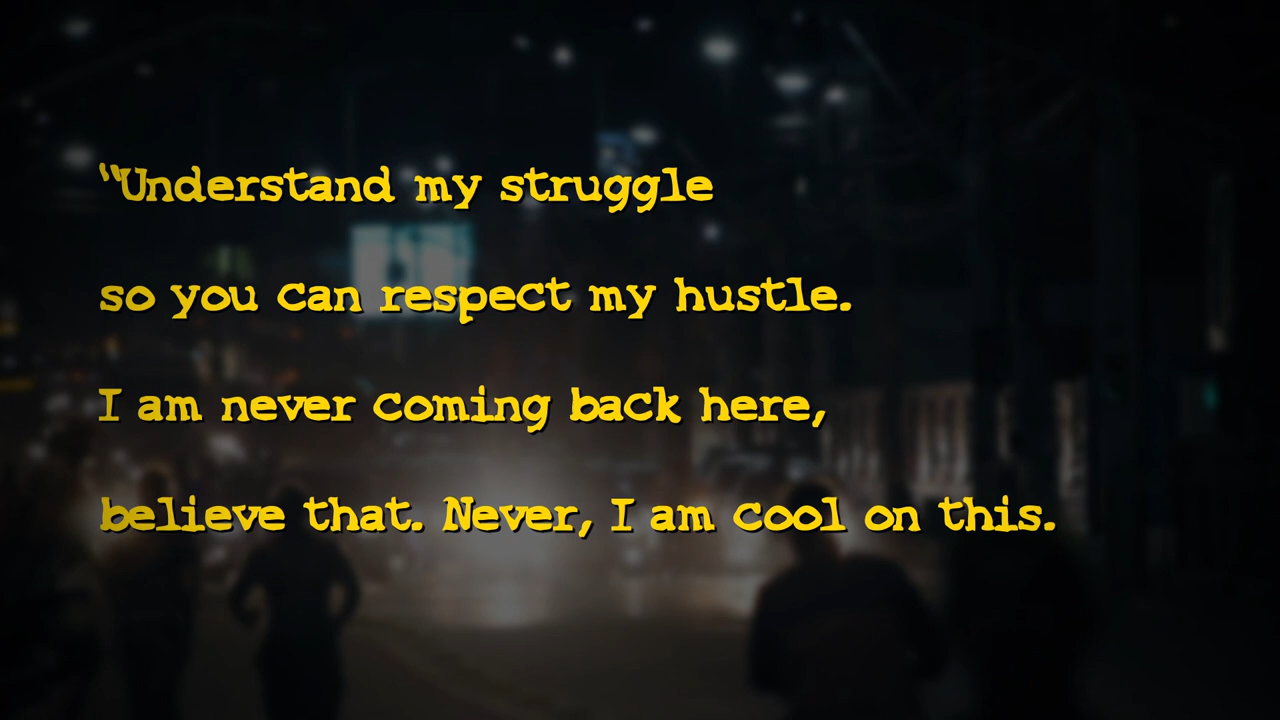 “Understand my struggle
so you can respect my hustle.
I am never coming back here,
believe that. Never, I am cool on this.